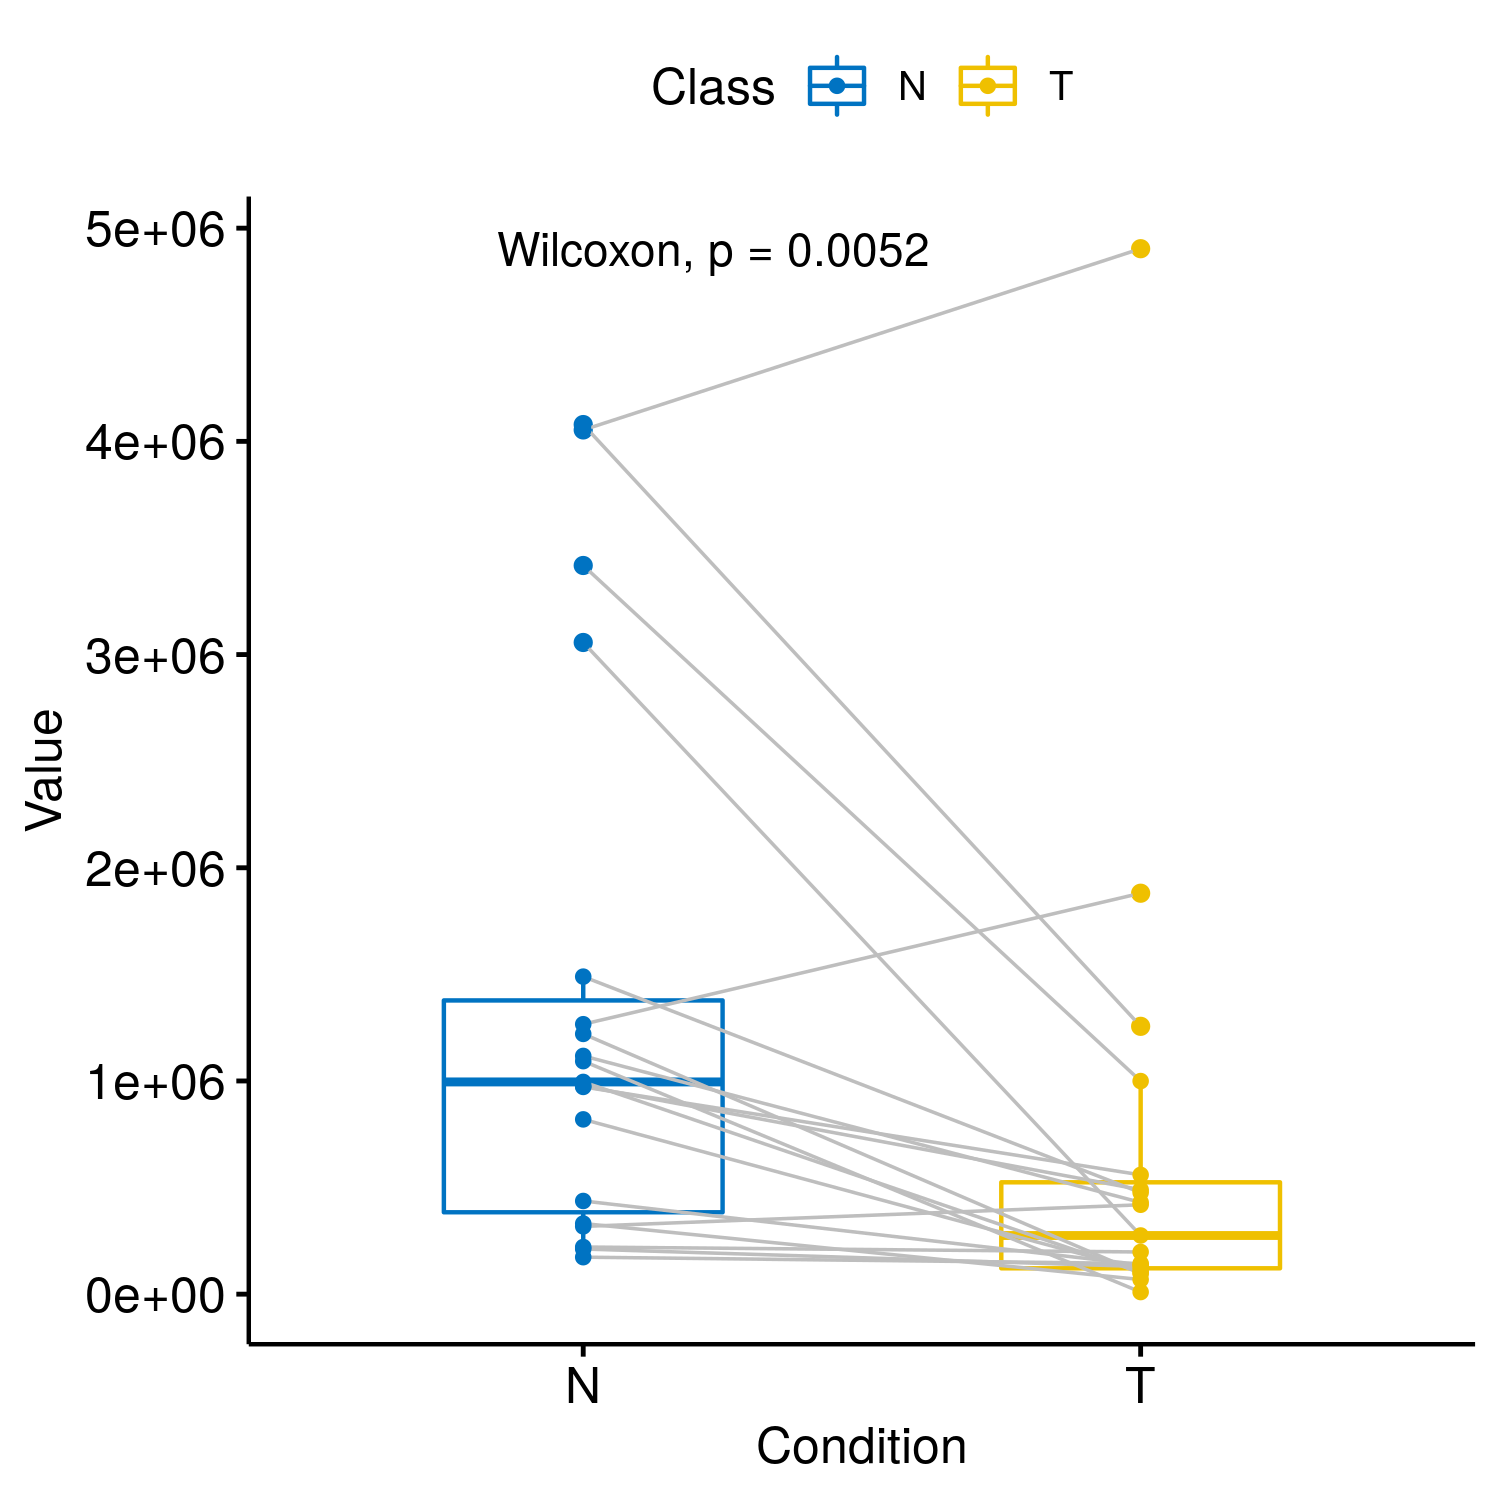 Class N T
5e+06
Wilcoxon, p = 0.0052
4e+06
3e+06
2e+06
1e+06
0e+00
Value
N T
Condition